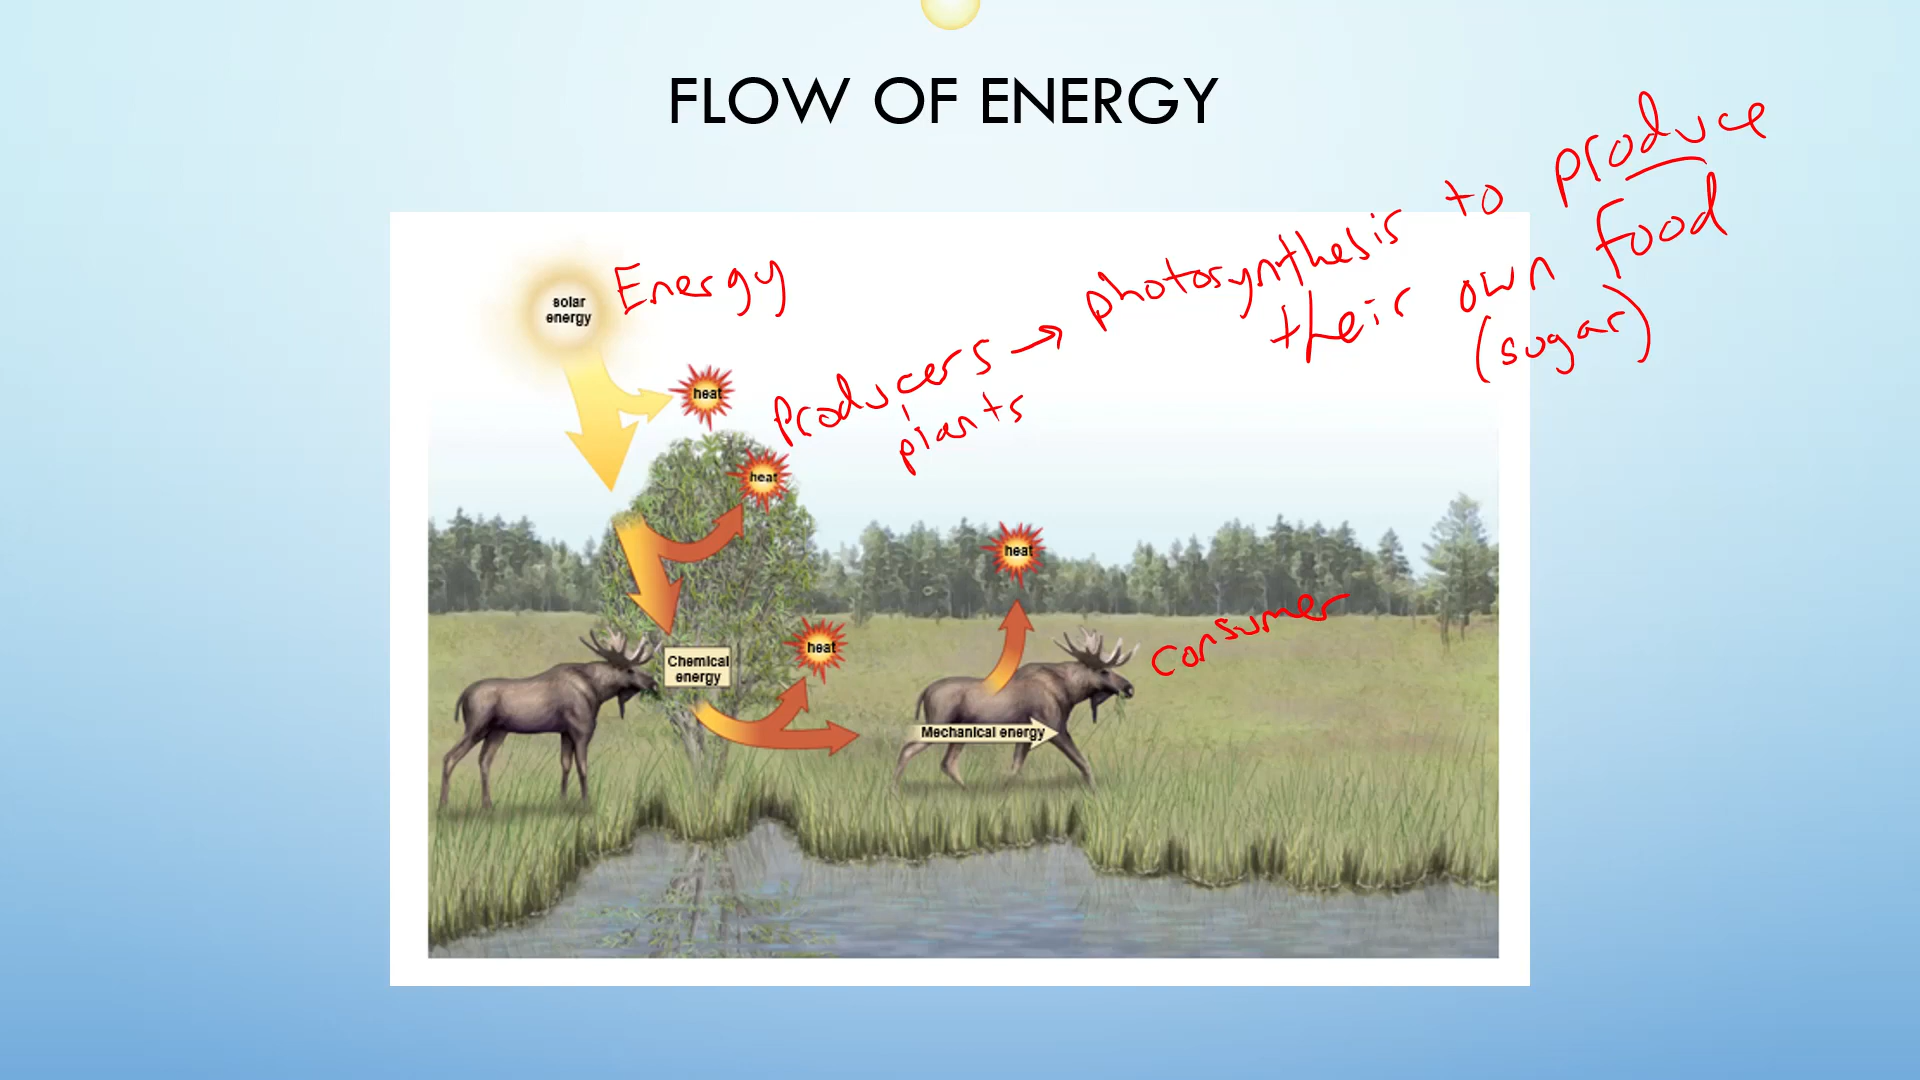 FLOW OF ENERGY
solar
energy
Energy
heat
Producers → photosynthesis to produce
their own food
(sugar)
plants
heat
heat
consumer
heat
Chemical
energy
Mechanical energy